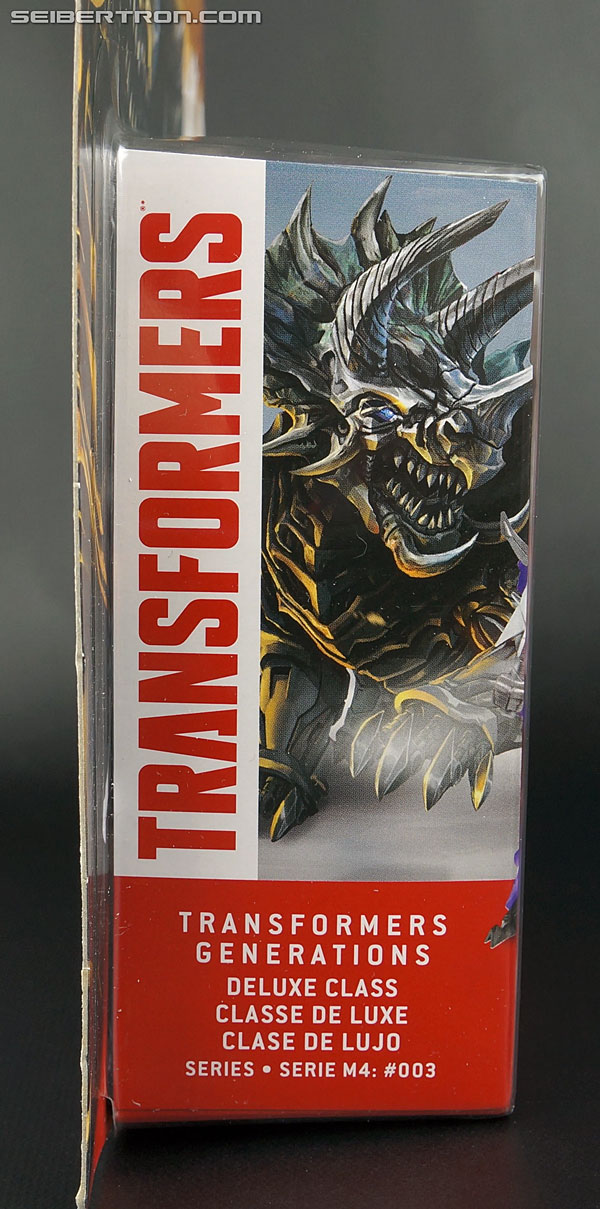 SEIBERTRON.COM
TRANSFORMERS
TRANSFORMERS
GENERATIONS
DELUXE CLASS
CLASSE DE LUXE
CLASE DE LUJO
SERIES • SERIE M4: #003